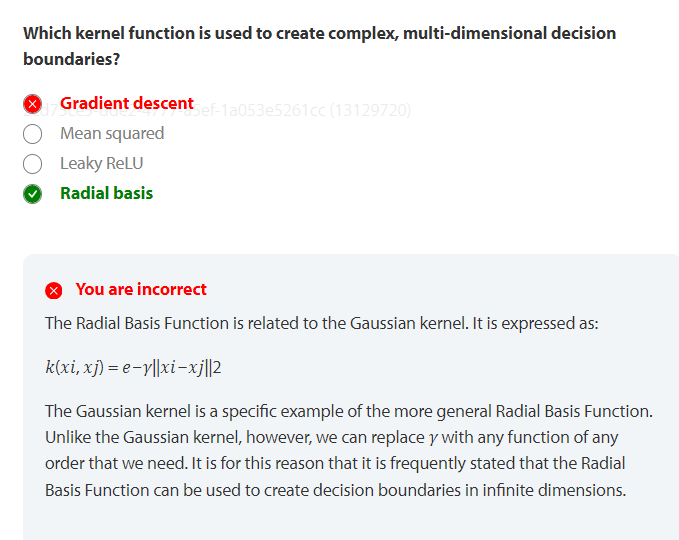 Which kernel function is used to create complex, multi-dimensional decision
boundaries?
Gradient descent
5ef-1a053e5261cc (13129720)
Mean squared
Leaky ReLU
Radial basis
You are incorrect
The Radial Basis Function is related to the Gaussian kernel. It is expressed as:
k(xi, xj) = e−γ||xi−xj||2
The Gaussian kernel is a specific example of the more general Radial Basis Function.
Unlike the Gaussian kernel, however, we can replace γ with any function of any
order that we need. It is for this reason that it is frequently stated that the Radial
Basis Function can be used to create decision boundaries in infinite dimensions.